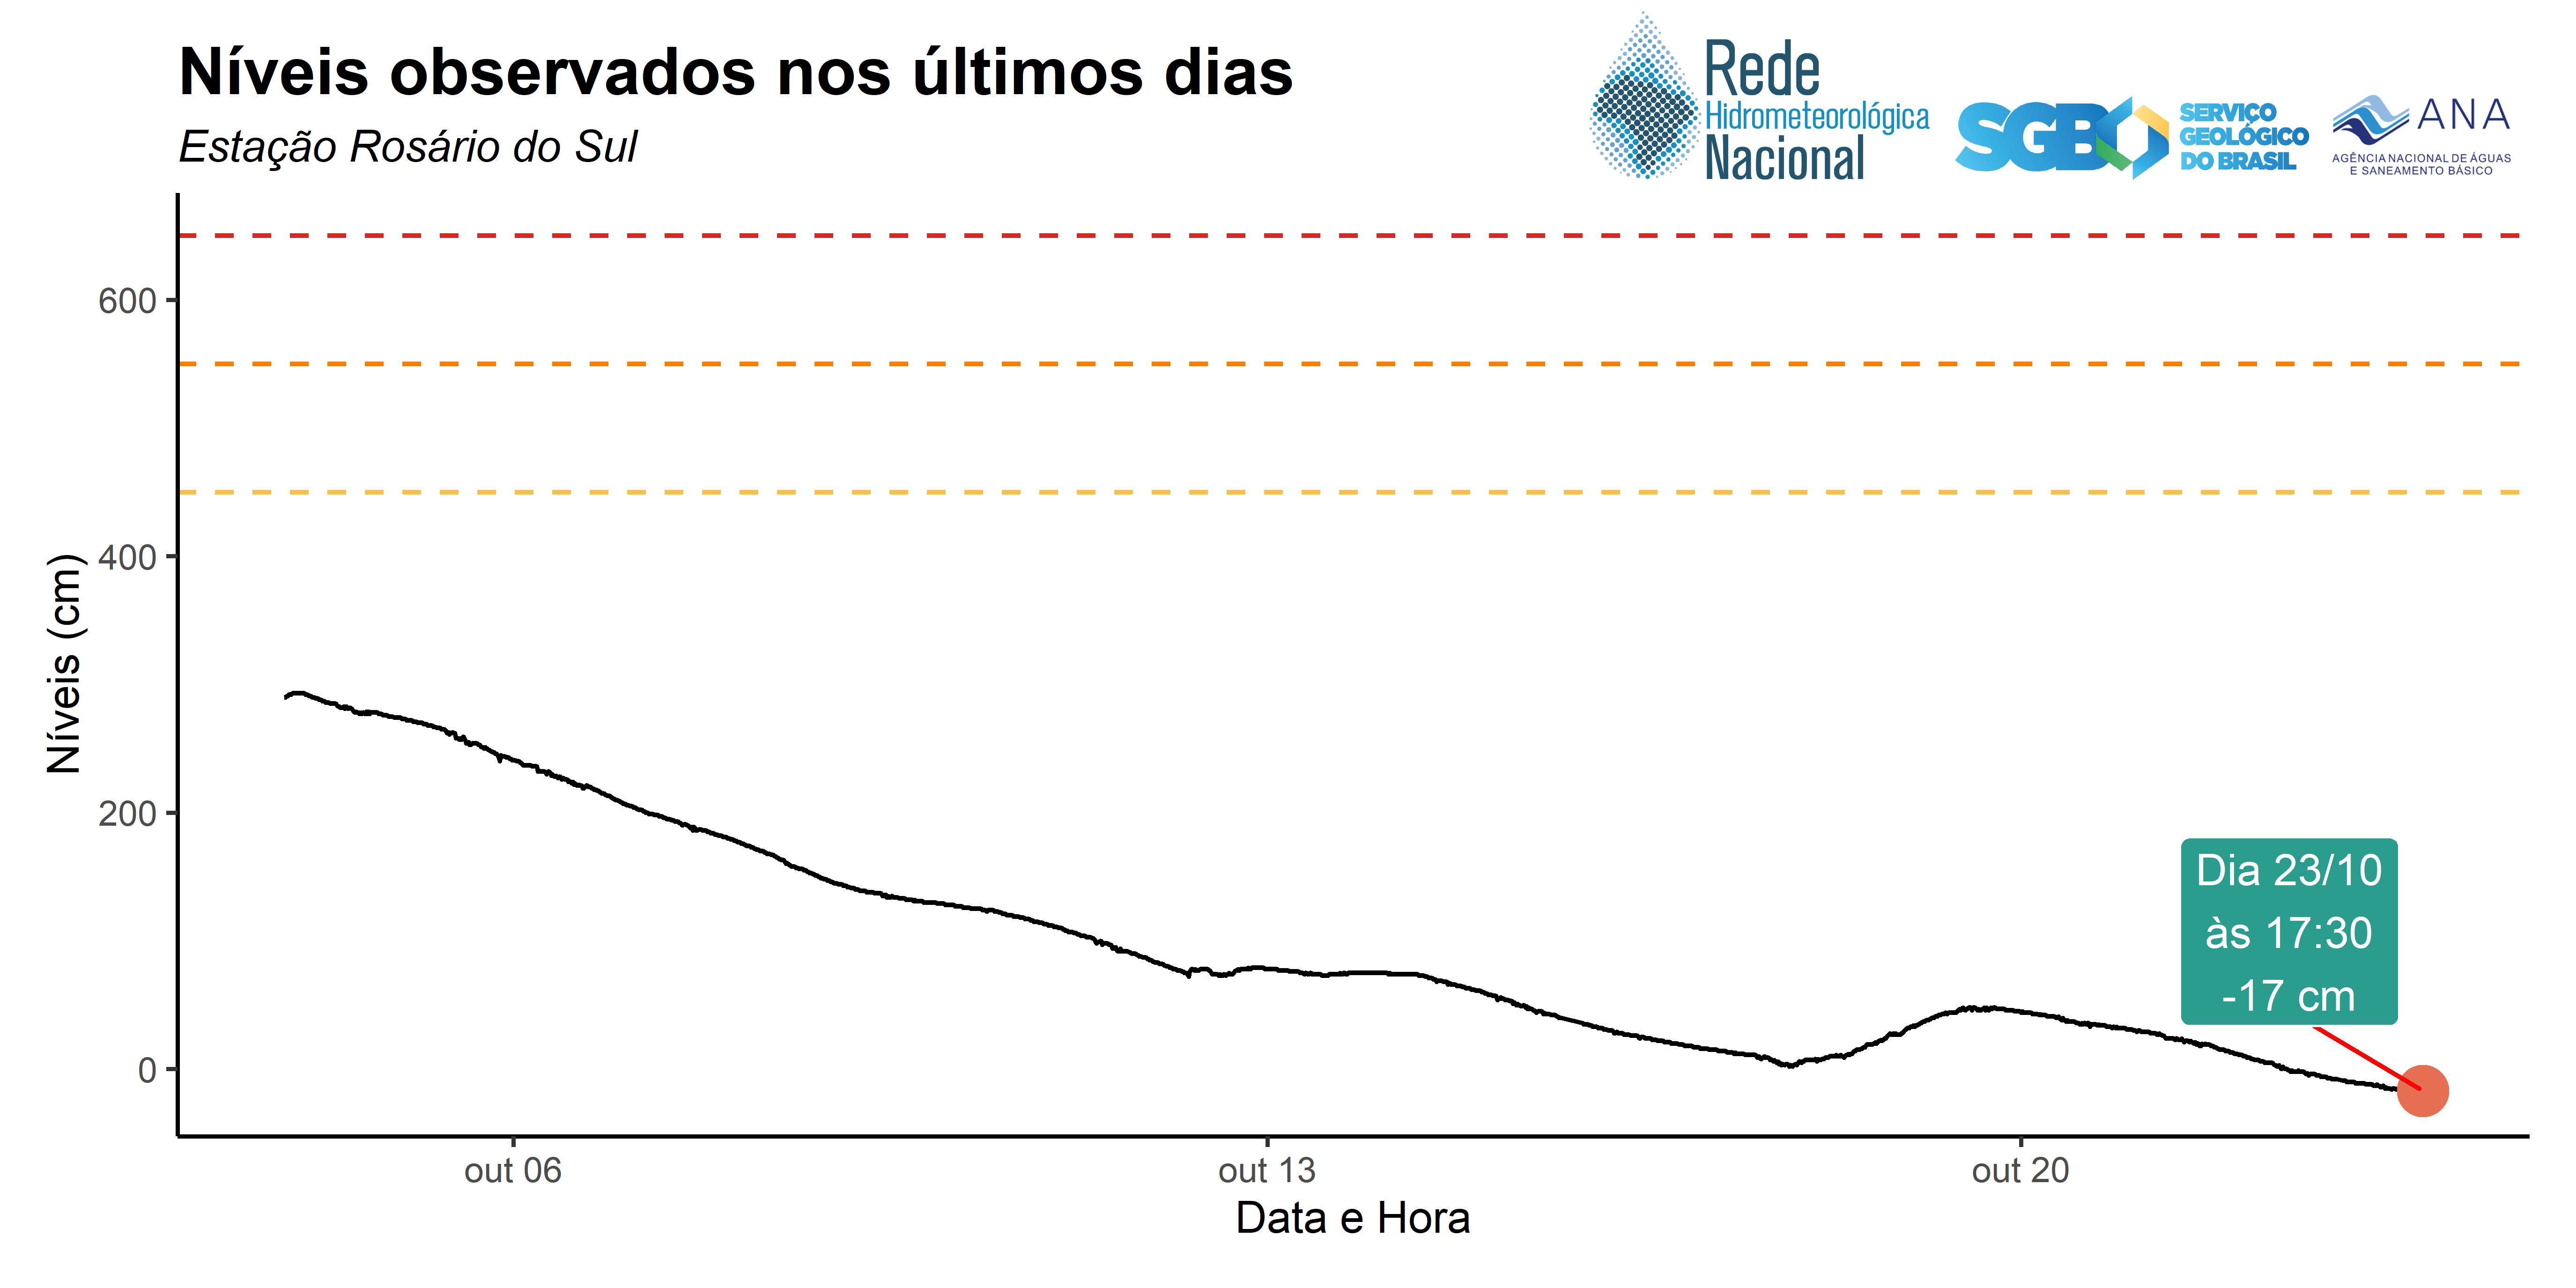 Níveis observados nos últimos dias
Estação Rosário do Sul
Rede
Hidrometeorológica
Nacional
SGB
SERVIÇO
GEOLÓGICO
DO BRASIL
ANA
AGÊNCIA NACIONAL DE ÁGUAS
E SANEAMENTO BÁSICO
Níveis (cm)
600
400
200
0
Dia 23/10
às 17:30
-17 cm
out 06
out 13
out 20
Data e Hora